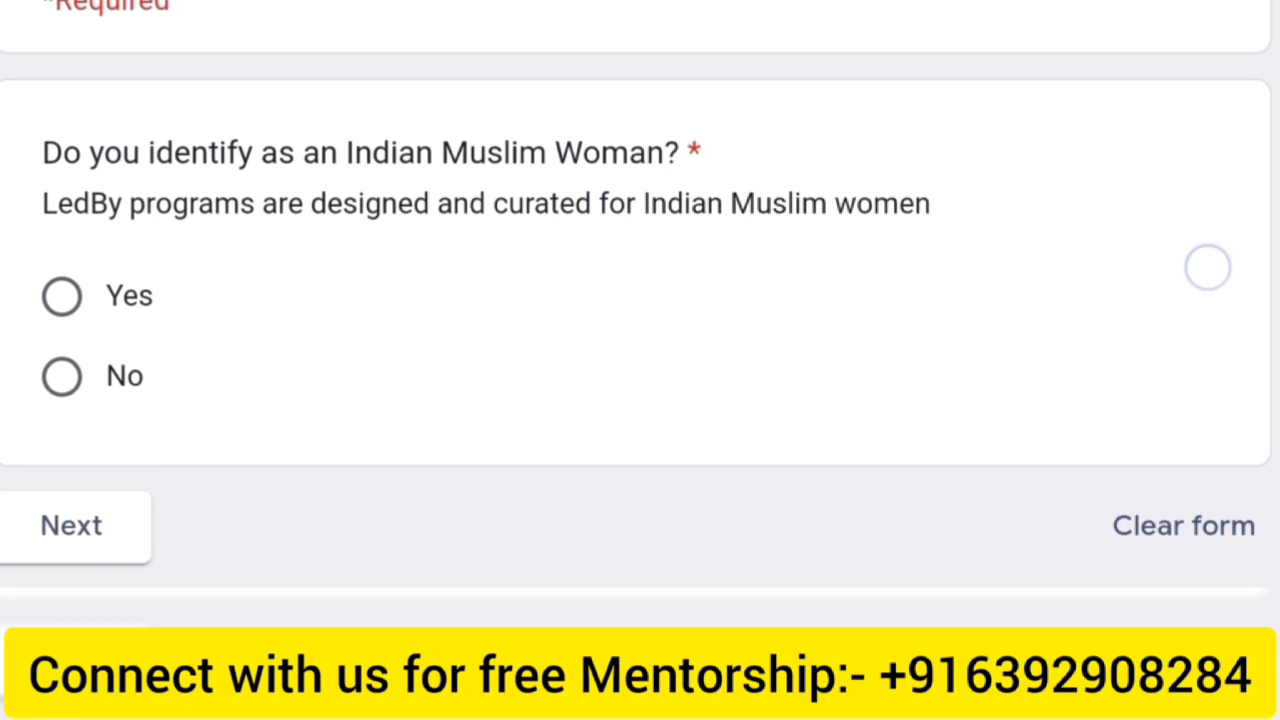 *Required
Do you identify as an Indian Muslim Woman? *
LedBy programs are designed and curated for Indian Muslim women
Yes
No
Next
Clear form
Connect with us for free Mentorship:- +916392908284